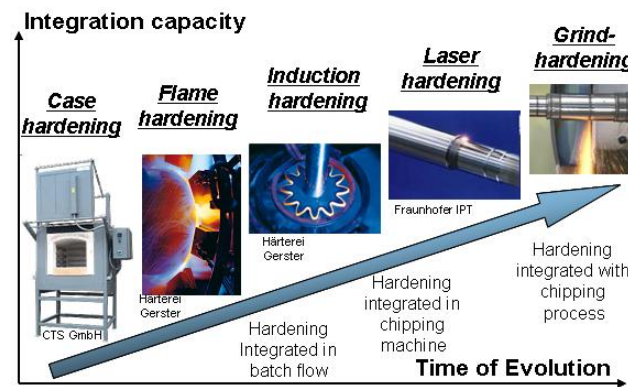 Integration capacity
Case
hardening
Flame
hardening
Induction
hardening
Laser
hardening
Grind-
hardening
CTS GmbH
Härterei
Gerster
Härterei
Gerster
Fraunhofer IPT
Hardening
Integrated in
batch flow
Hardening
integrated in
chipping
machine
Hardening
integrated with
chipping
process
Time of Evolution